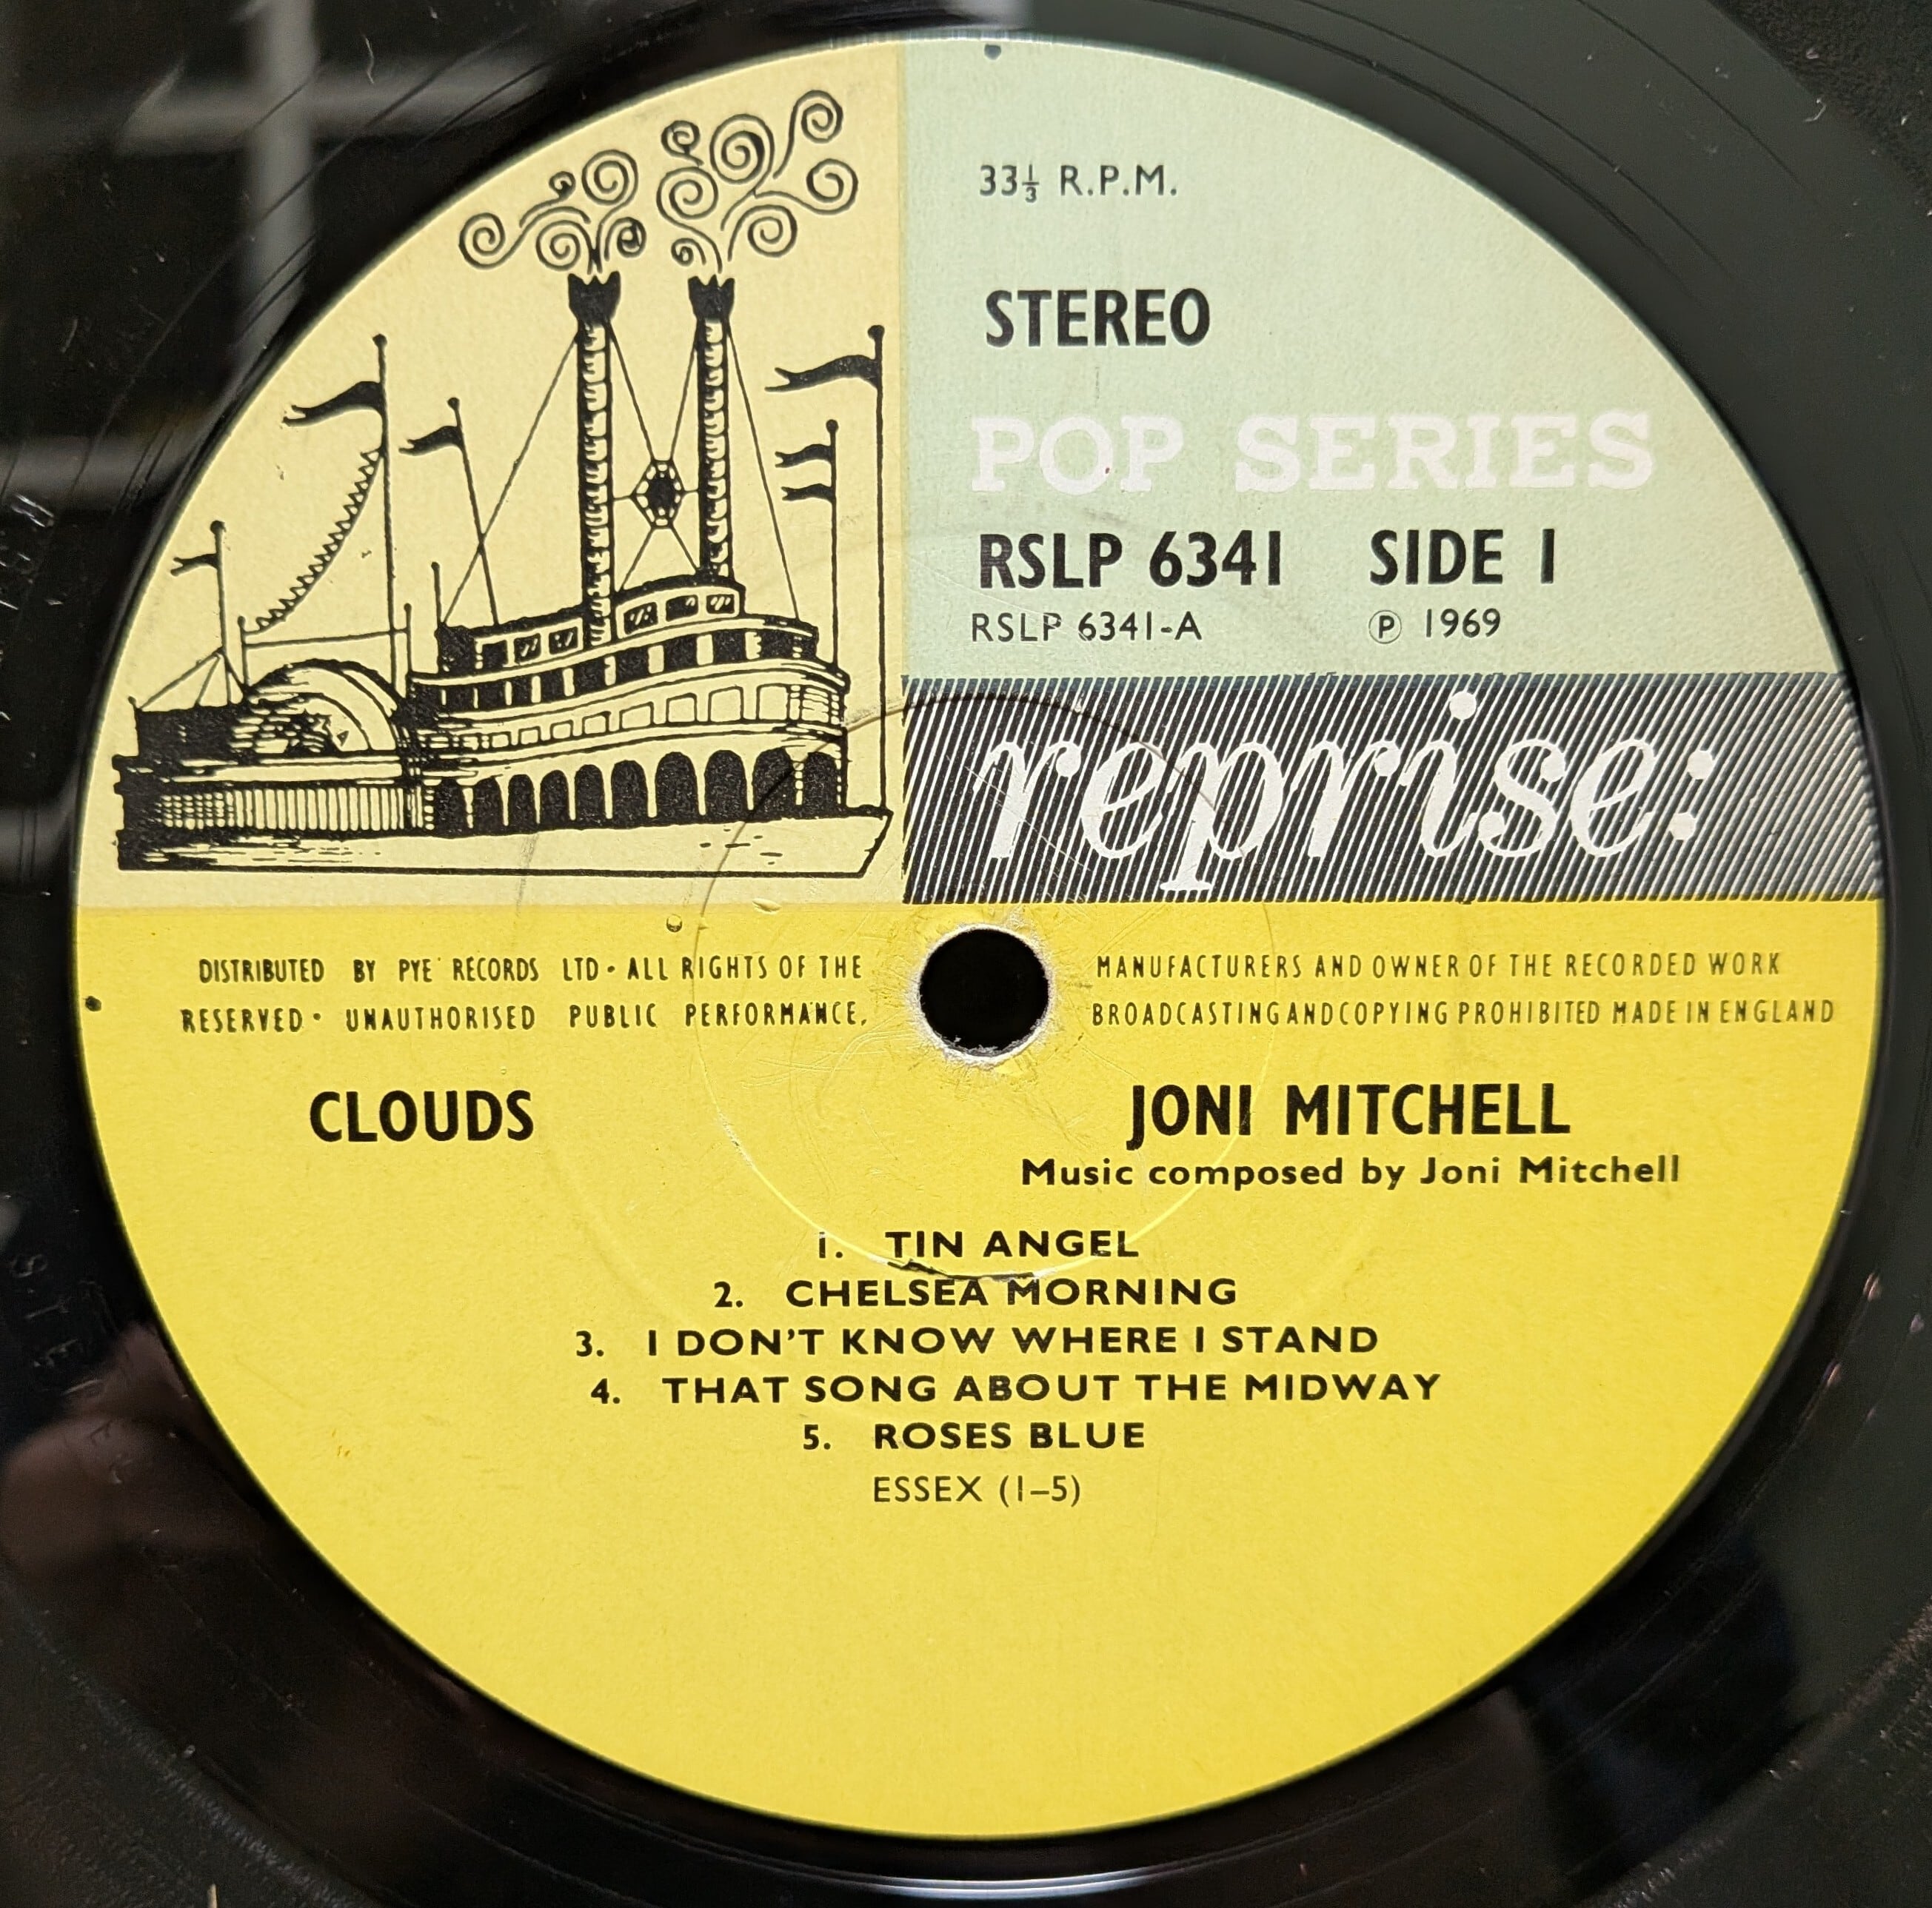 33⅓ R.P.M.
STEREO
POP SERIES
RSLP 6341 SIDE 1
RSLP 6341-A ℗ 1969
reprise:
DISTRIBUTED BY PYE RECORDS LTD · ALL RIGHTS OF THE MANUFACTURERS AND OWNER OF THE RECORDED WORK
RESERVED · UNAUTHORISED PUBLIC PERFORMANCE, BROADCASTING AND COPYING PROHIBITED MADE IN ENGLAND
CLOUDS JONI MITCHELL
Music composed by Joni Mitchell
1. TIN ANGEL
2. CHELSEA MORNING
3. I DON'T KNOW WHERE I STAND
4. THAT SONG ABOUT THE MIDWAY
5. ROSES BLUE
ESSEX (1–5)